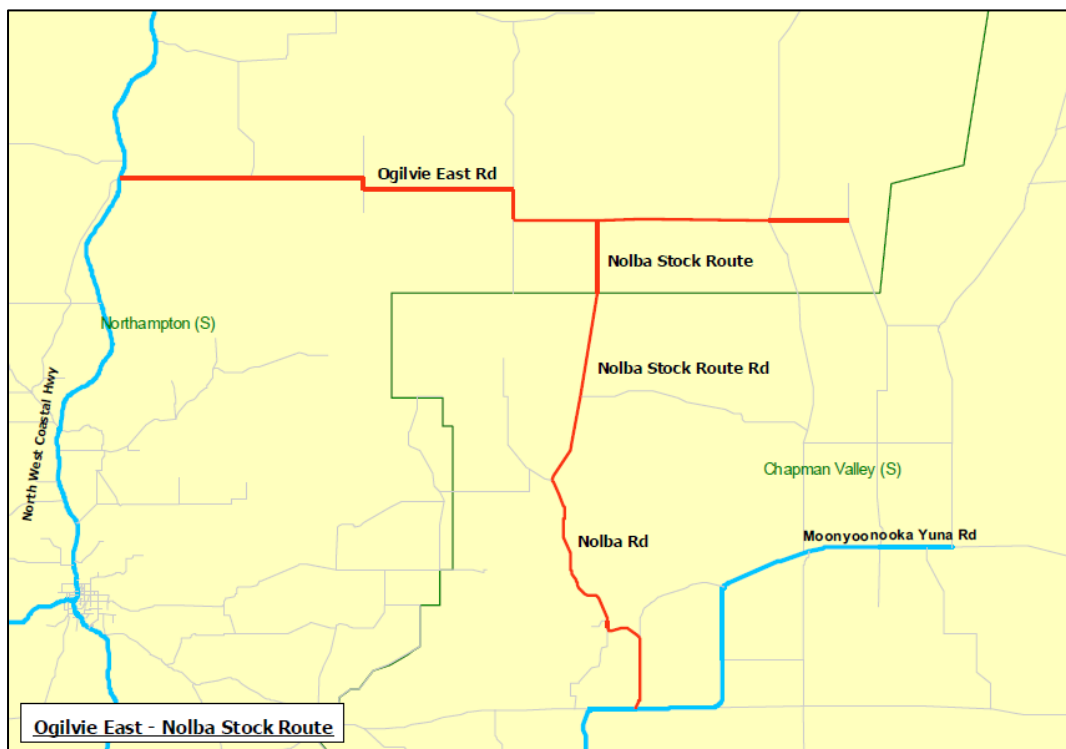 Ogilvie East Rd
Nolba Stock Route
Northampton (S)
Nolba Stock Route Rd
North West Coastal Hwy
Chapman Valley (S)
Moonyoonooka Yuna Rd
Nolba Rd
Ogilvie East - Nolba Stock Route